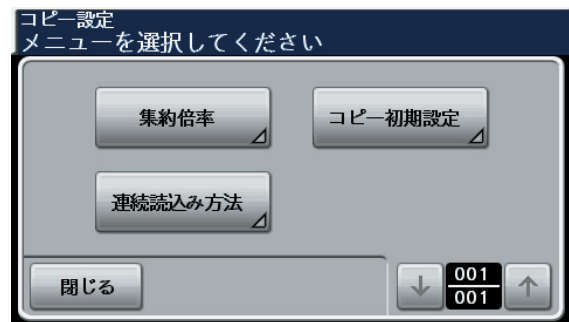 コピー設定
メニューを選択してください
集約倍率
コピー初期設定
連続読込み方法
閉じる
↓
001
001
↑